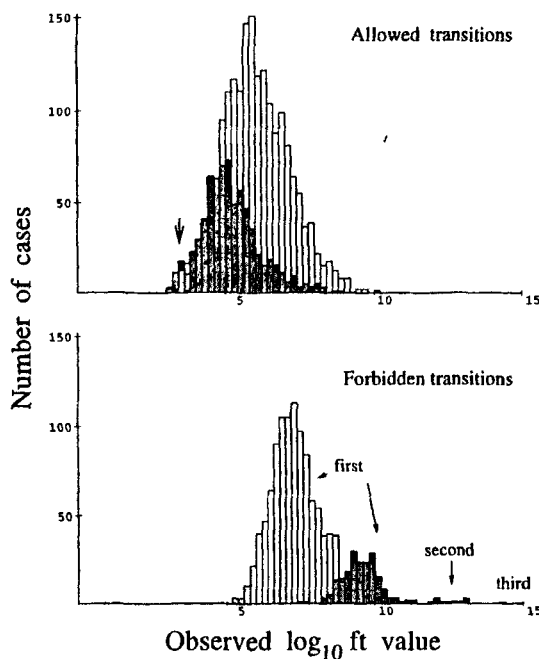 150
Allowed transitions
100
50
5
10
15
Number of cases
150
Forbidden transitions
100
first
50
second
third
5
10
15
Observed log10 ft value